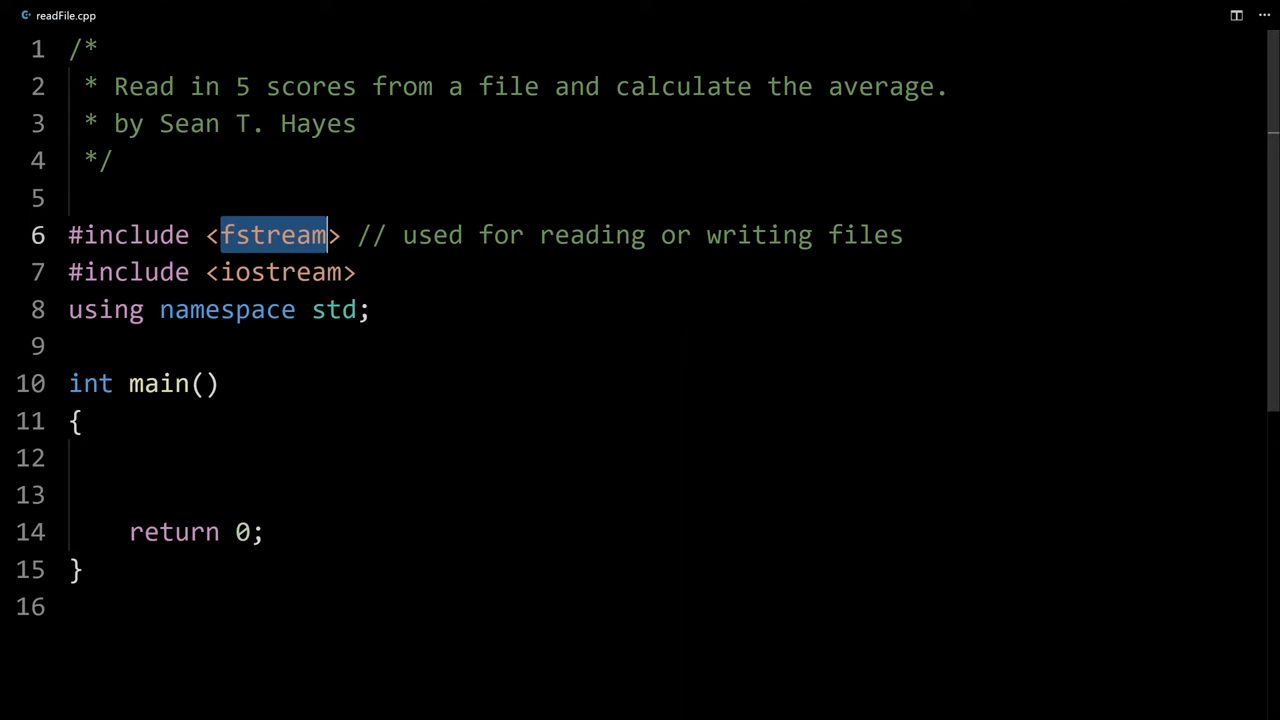 readFile.cpp
1 /*
2 * Read in 5 scores from a file and calculate the average.
3 * by Sean T. Hayes
4 */
5
6 #include <fstream> // used for reading or writing files
7 #include <iostream>
8 using namespace std;
9
10 int main()
11 {
12
13
14 return 0;
15 }
16